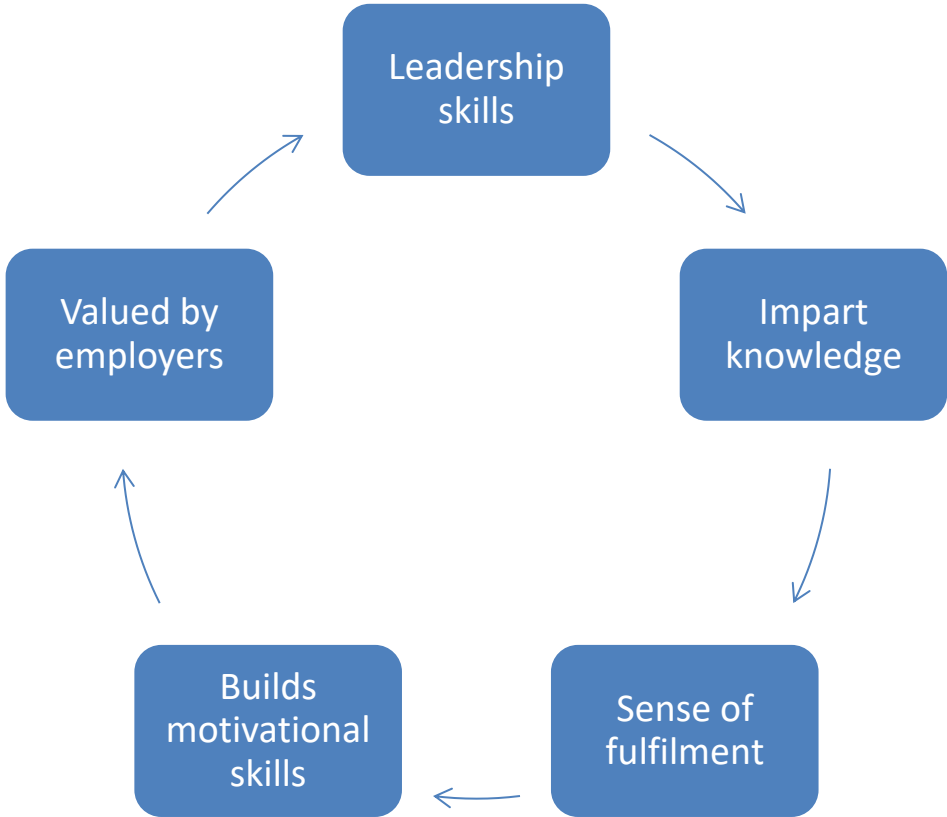 Leadership
skills
Impart
knowledge
Sense of
fulfilment
Builds
motivational
skills
Valued by
employers